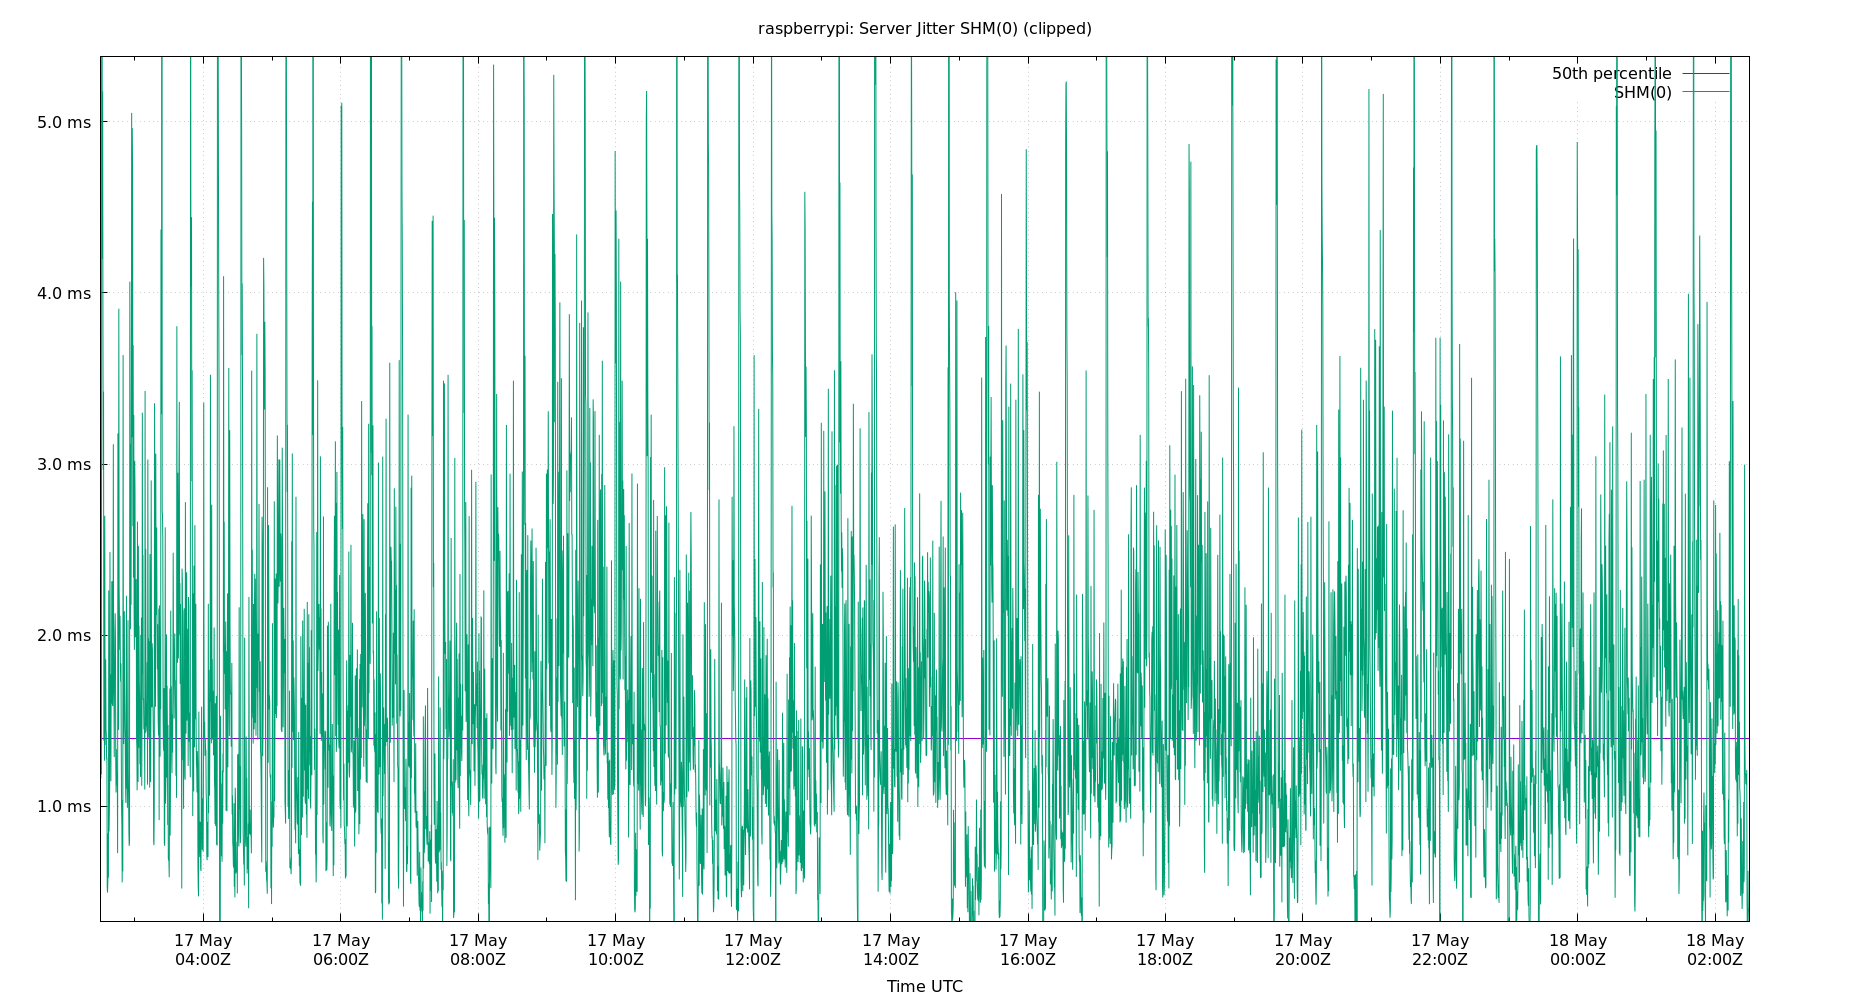 raspberrypi: Server Jitter SHM(0) (clipped)
50th percentile
SHM(0)
5.0 ms
4.0 ms
3.0 ms
2.0 ms
1.0 ms
17 May 17 May 17 May 17 May 17 May 17 May 17 May 17 May 17 May 17 May 18 May 18 May
04:00Z 06:00Z 08:00Z 10:00Z 12:00Z 14:00Z 16:00Z 18:00Z 20:00Z 22:00Z 00:00Z 02:00Z
Time UTC